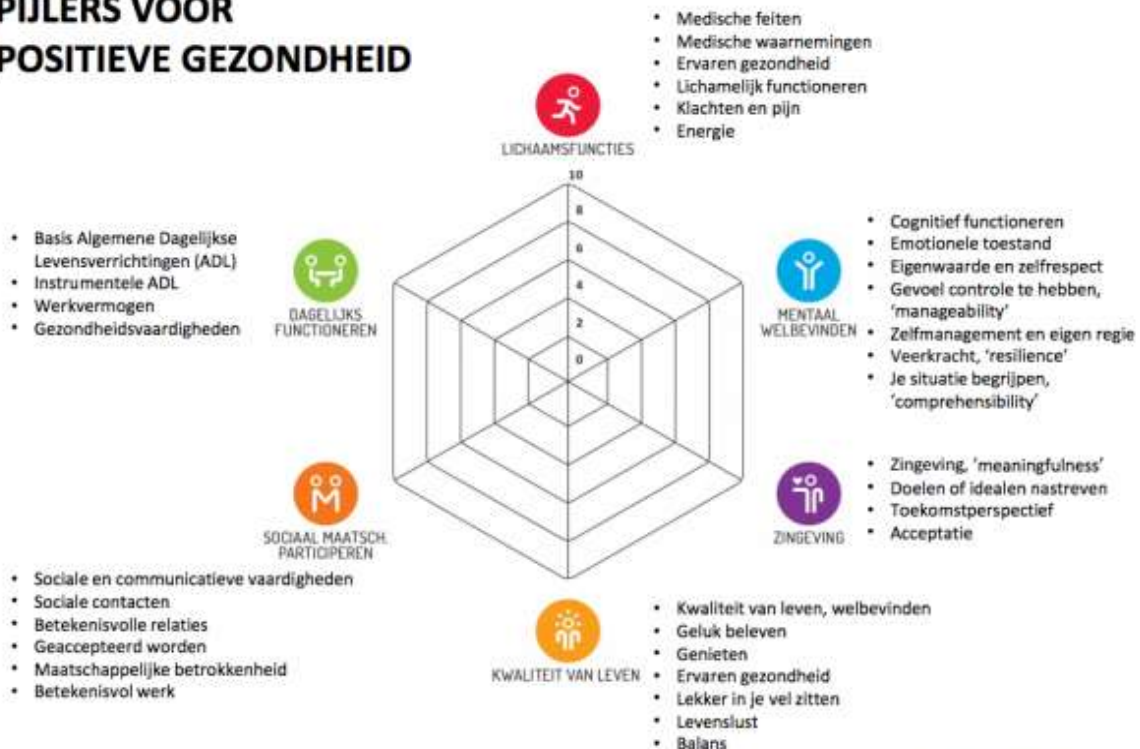 PIJLERS VOOR
POSITIEVE GEZONDHEID
• Medische feiten
• Medische waarnemingen
• Ervaren gezondheid
• Lichamelijk functioneren
• Klachten en pijn
• Energie
LICHAAMSFUNCTIES
10
8
6
4
2
0
• Cognitief functioneren
• Emotionele toestand
• Eigenwaarde en zelfrespect
• Gevoel controle te hebben,
'manageability'
• Zelfmanagement en eigen regie
• Veerkracht, 'resilience'
• Je situatie begrijpen,
'comprehensibility'
MENTAAL
WELBEVINDEN
• Zingeving, 'meaningfulness'
• Doelen of idealen nastreven
• Toekomstperspectief
• Acceptatie
ZINGEVING
• Kwaliteit van leven, welbevinden
• Geluk beleven
• Genieten
• Ervaren gezondheid
• Lekker in je vel zitten
• Levenslust
• Balans
KWALITEIT VAN LEVEN
SOCIAAL MAATSCH.
PARTICIPEREN
• Sociale en communicatieve vaardigheden
• Sociale contacten
• Betekenisvolle relaties
• Geaccepteerd worden
• Maatschappelijke betrokkenheid
• Betekenisvol werk
• Basis Algemene Dagelijkse
Levensverrichtingen (ADL)
• Instrumentele ADL
• Werkvermogen
• Gezondheidsvaardigheden
DAGELIJKS
FUNCTIONEREN